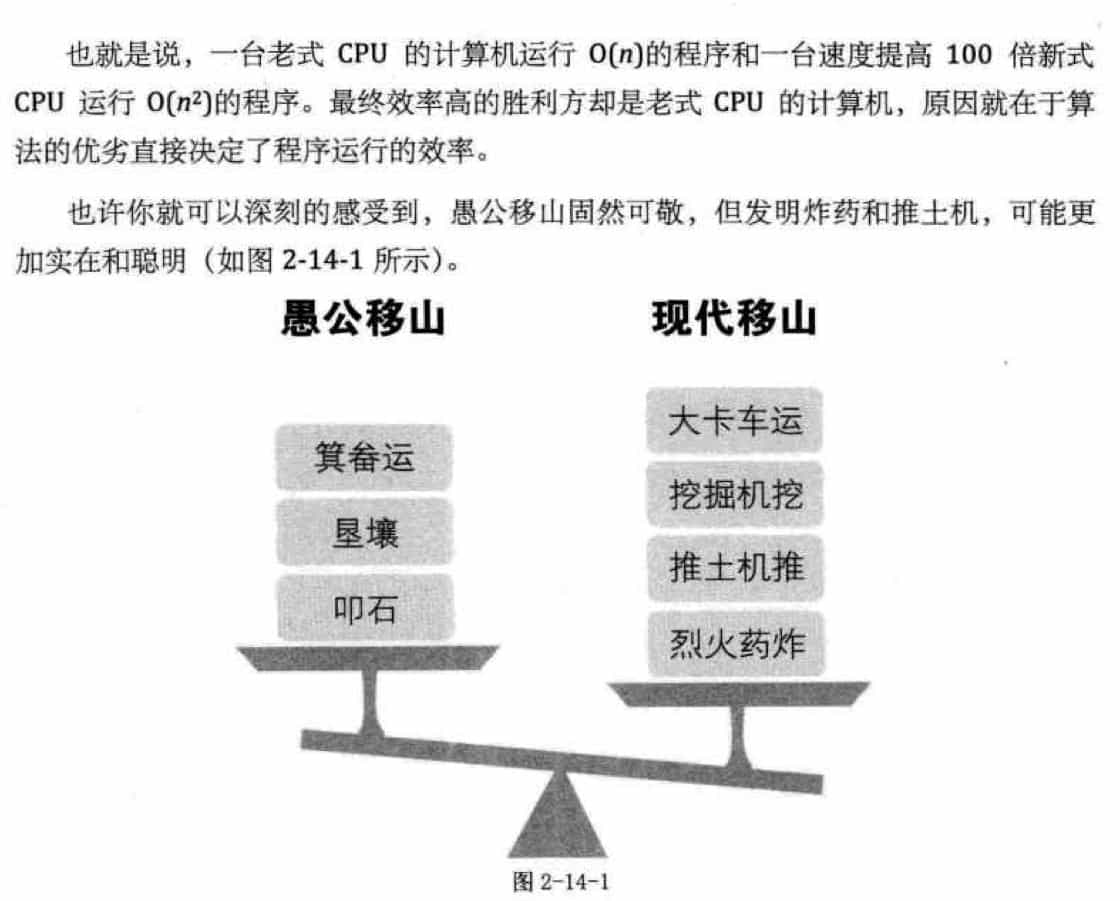 也就是说，一台老式 CPU 的计算机运行 O(n)的程序和一台速度提高 100 倍新式
CPU 运行 O(n²)的程序。最终效率高的胜利方却是老式 CPU 的计算机，原因就在于算
法的优劣直接决定了程序运行的效率。
也许你就可以深刻的感受到，愚公移山固然可敬，但发明炸药和推土机，可能更
加实在和聪明（如图 2-14-1 所示）。
愚公移山
箕畚运
垦壤
叩石
现代移山
大卡车运
挖掘机挖
推土机推
烈火药炸
图 2-14-1